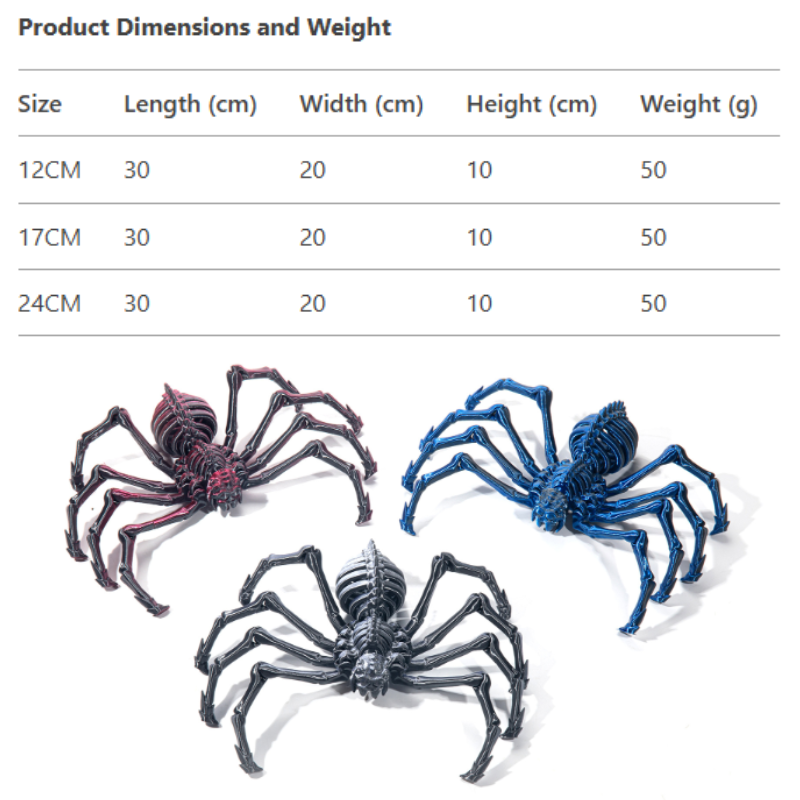 Product Dimensions and Weight
Size Length (cm) Width (cm) Height (cm) Weight (g)
12CM 30 20 10 50
17CM 30 20 10 50
24CM 30 20 10 50